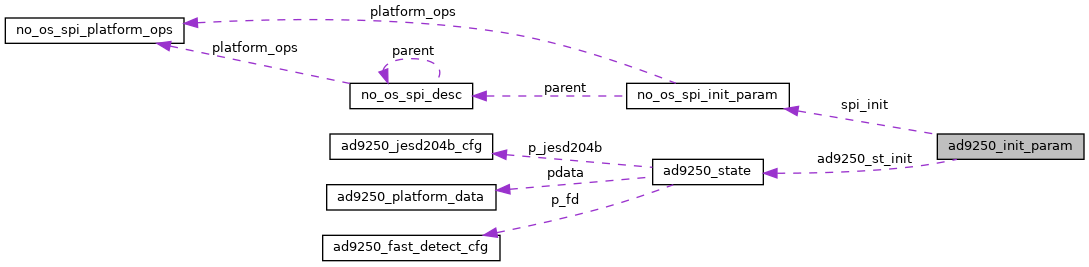 platform_ops
no_os_spi_platform_ops
platform_ops
parent
no_os_spi_desc
parent
no_os_spi_init_param
spi_init
ad9250_jesd204b_cfg
p_jesd204b
ad9250_init_param
ad9250_st_init
pdata
ad9250_state
ad9250_platform_data
p_fd
ad9250_fast_detect_cfg